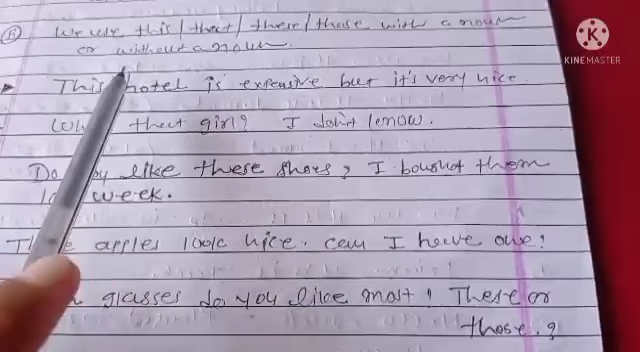 KINEMASTER
(B) We use this / that / these / those with a noun
or without a noun.
This hotel is expensive but it's very nice
that girl? I don't know.
Do like these shoes? I bought them
week.
apples look nice. can I have one?
glasses do you like most? These or
those?